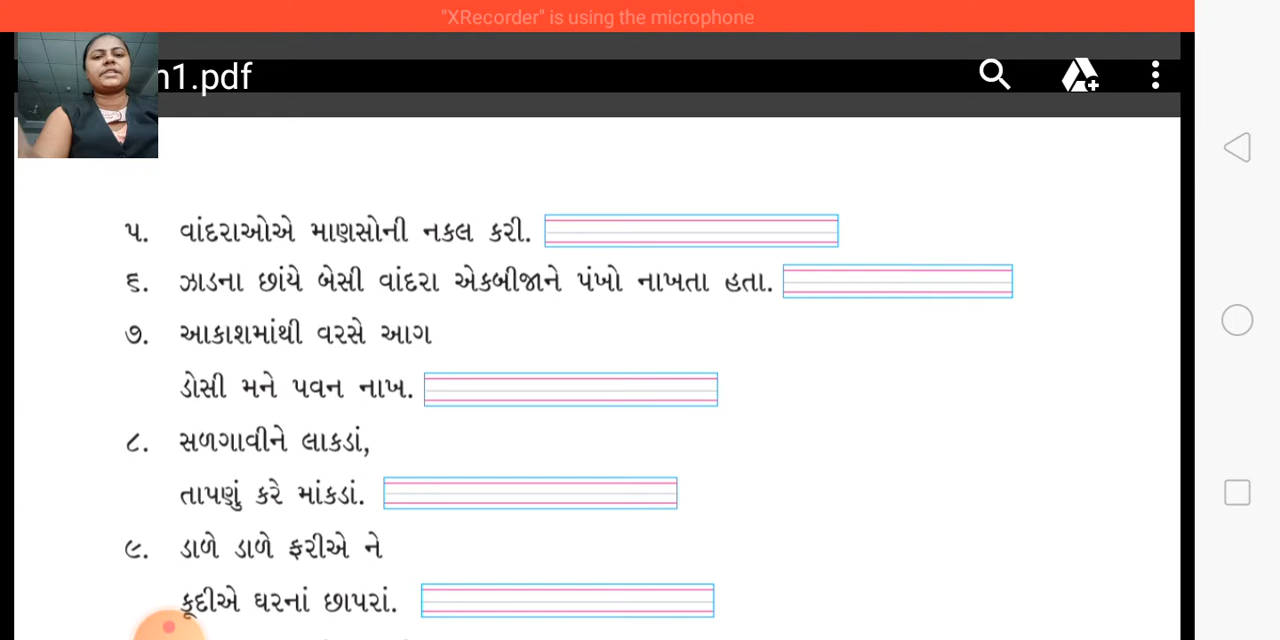 "XRecorder" is using the microphone
n1.pdf
૫. વાંદરાઓએ માણસોની નકલ કરી.
૬. ઝાડના છાંયે બેસી વાંદરા એકબીજાને પંખો નાખતા હતા.
૭. આકાશમાંથી વરસે આગ
ડોસી મને પવન નાખ.
૮. સળગાવીને લાકડાં,
તાપણું કરે માંકડાં.
૯. ડાળે ડાળે ફરીએ ને
કૂદીએ ઘરનાં છાપરાં.